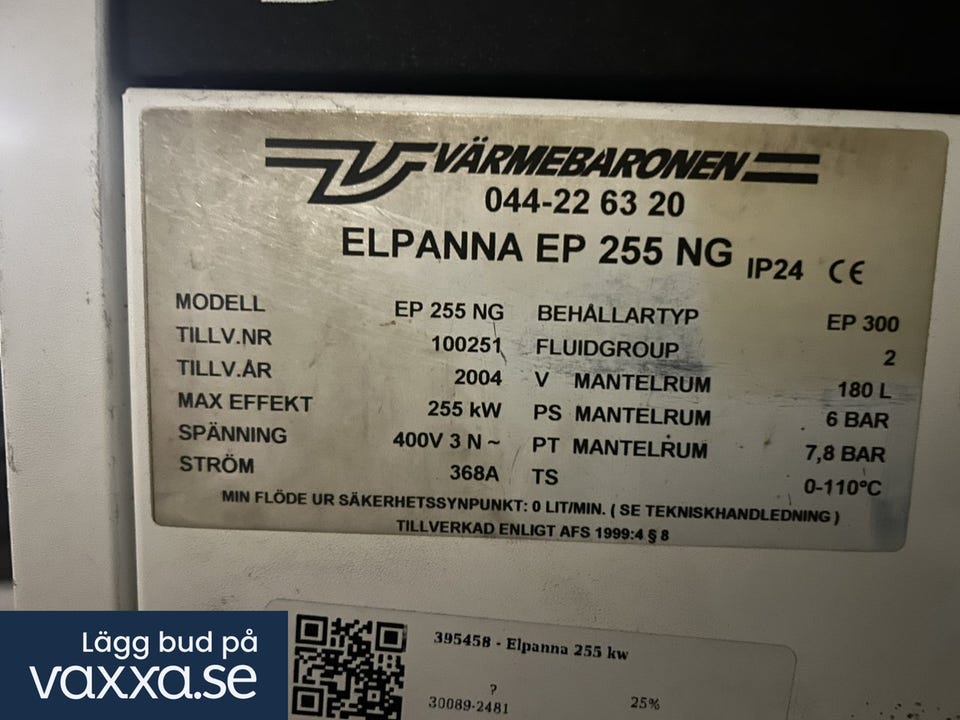 VÄRMEBARONEN
044-22 63 20
ELPANNA EP 255 NG IP24 CE
MODELL EP 255 NG BEHÅLLARTYP EP 300
TILLV.NR 100251 FLUIDGROUP 2
TILLV.ÅR 2004 V MANTELRUM 180 L
MAX EFFEKT 255 kW PS MANTELRUM 6 BAR
SPÄNNING 400V 3 N ~ PT MANTELRUM 7,8 BAR
STRÖM 368A TS 0-110°C
MIN FLÖDE UR SÄKERHETSSYNPUNKT: 0 LIT/MIN. ( SE TEKNISKHANDLEDNING )
TILLVERKAD ENLIGT AFS 1999:4 § 8
395458 - Elpanna 255 kw
?
30089-2481 25%
Lägg bud på
vaxxa.se